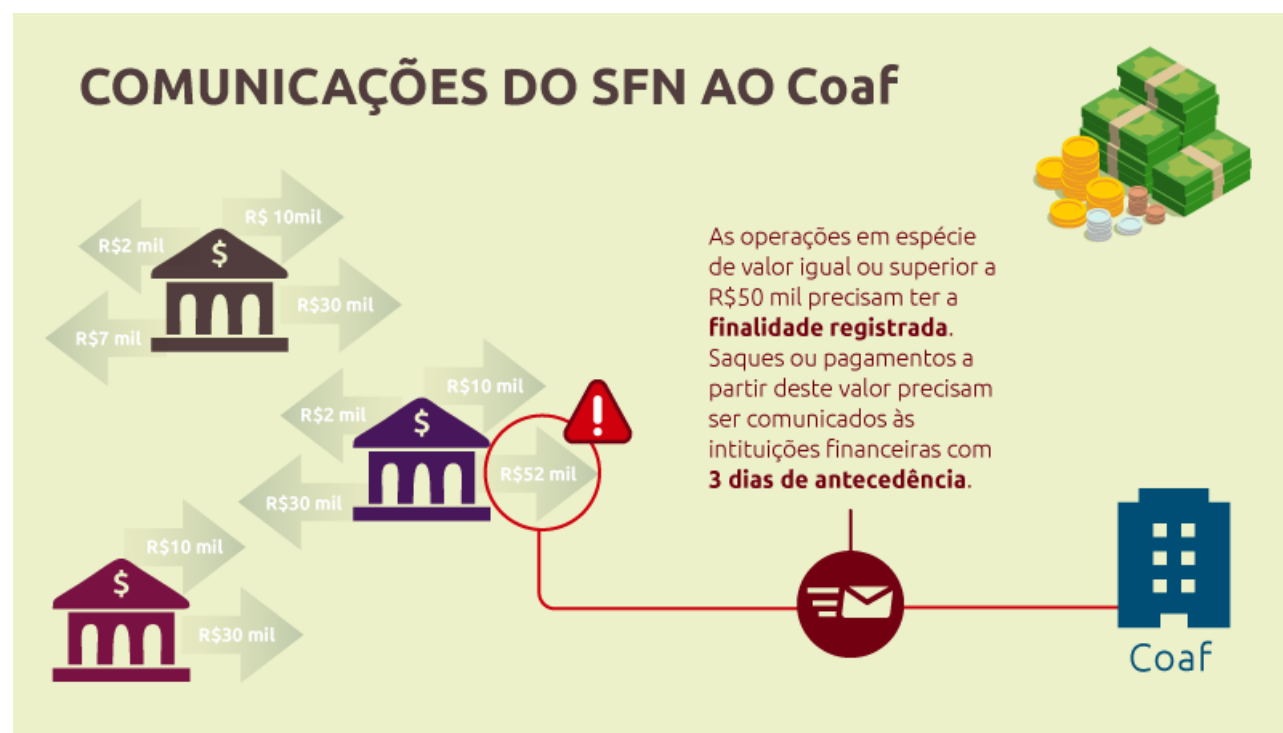 COMUNICAÇÕES DO SFN AO Coaf
R$ 10mil
R$2 mil
$
R$30 mil
R$7 mil
As operações em espécie
de valor igual ou superior a
R$50 mil precisam ter a
finalidade registrada.
Saques ou pagamentos a
partir deste valor precisam
ser comunicados às
intituições financeiras com
3 dias de antecedência.
R$10 mil
R$2 mil
$
!
R$52 mil
R$30 mil
R$10 mil
$
R$30 mil
Coaf